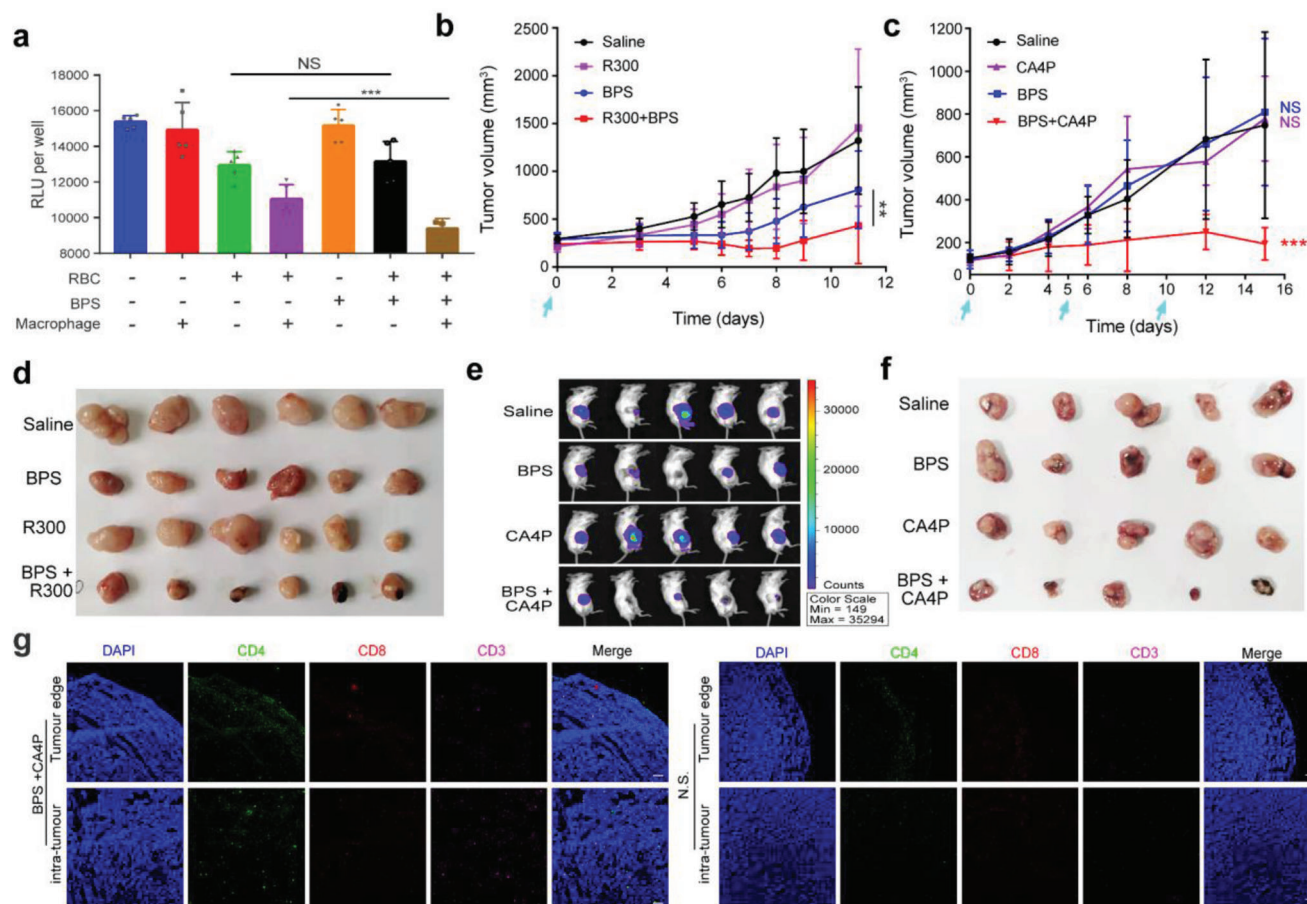 a
NS
***
18000
16000
14000
12000
10000
8000
RLU per well
RBC - - + + - + +
BPS - - - - + + +
Macrophage - + - + - - +
b
Saline
R300
BPS
R300+BPS
2500
2000
1500
1000
500
0
Tumor volume (mm³)
**
0 2 4 6 8 10 12
Time (days)
c
Saline
CA4P
BPS
BPS+CA4P
1200
1000
800
600
400
200
0
Tumor volume (mm³)
NS
NS
***
0 2 4 5 6 8 10 12 14 16
Time (days)
d
Saline
BPS
R300
BPS +
R300
e
Saline
BPS
CA4P
BPS +
CA4P
30000
20000
10000
Counts
Color Scale
Min = 149
Max = 35294
f
Saline
BPS
CA4P
BPS +
CA4P
g
DAPI CD4 CD8 CD3 Merge
BPS +CA4P
Tumour edge
intra-tumour
DAPI CD4 CD8 CD3 Merge
N.S.
Tumour edge
intra-tumour